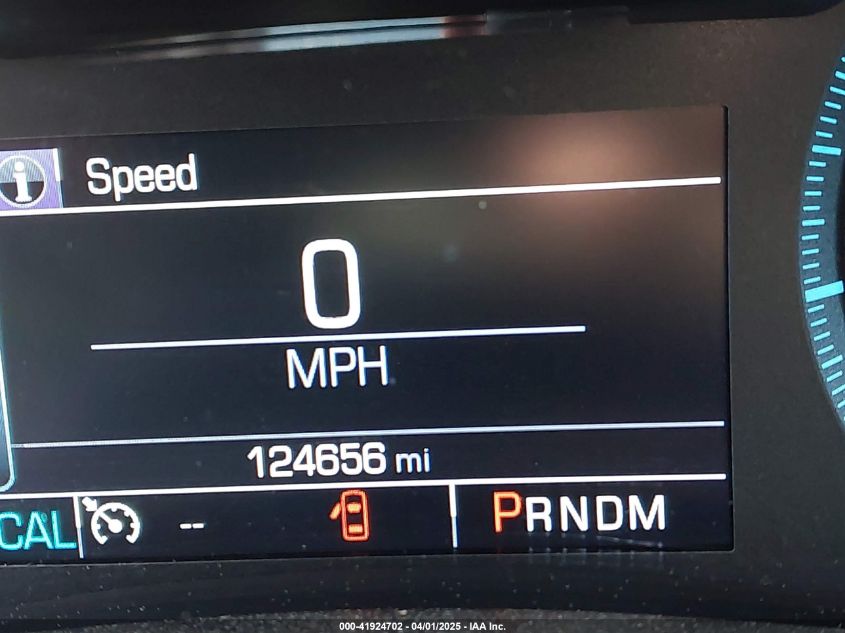 i Speed
0
MPH
124656 mi
CAL -- PRNDM
000-41924702 - 04/01/2025 - IAA Inc.